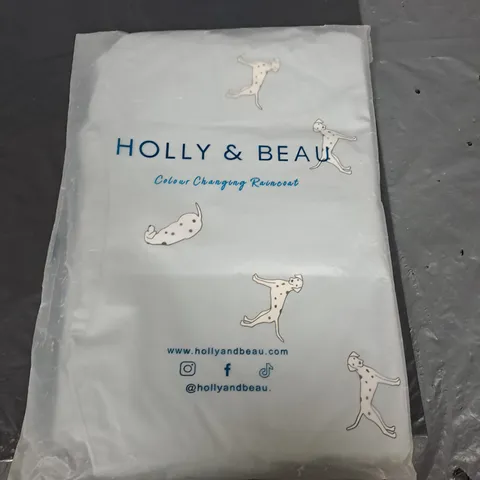 HOLLY & BEAU
Colour Changing Raincoat
www.hollyandbeau.com
@hollyandbeau.